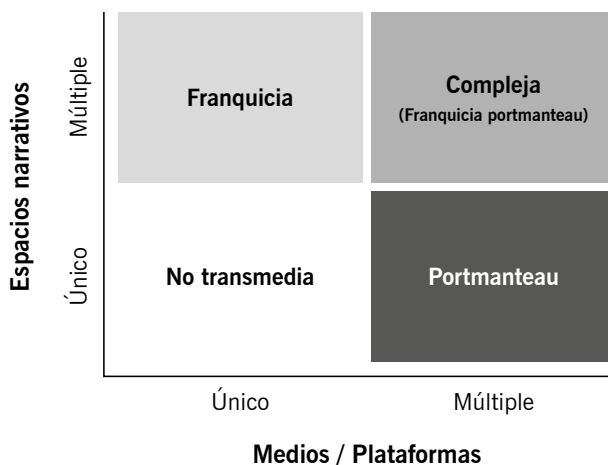 Espacios narrativos
Múltiple
Único
Franquicia
Compleja
(Franquicia portmanteau)
No transmedia
Portmanteau
Único
Múltiple
Medios / Plataformas